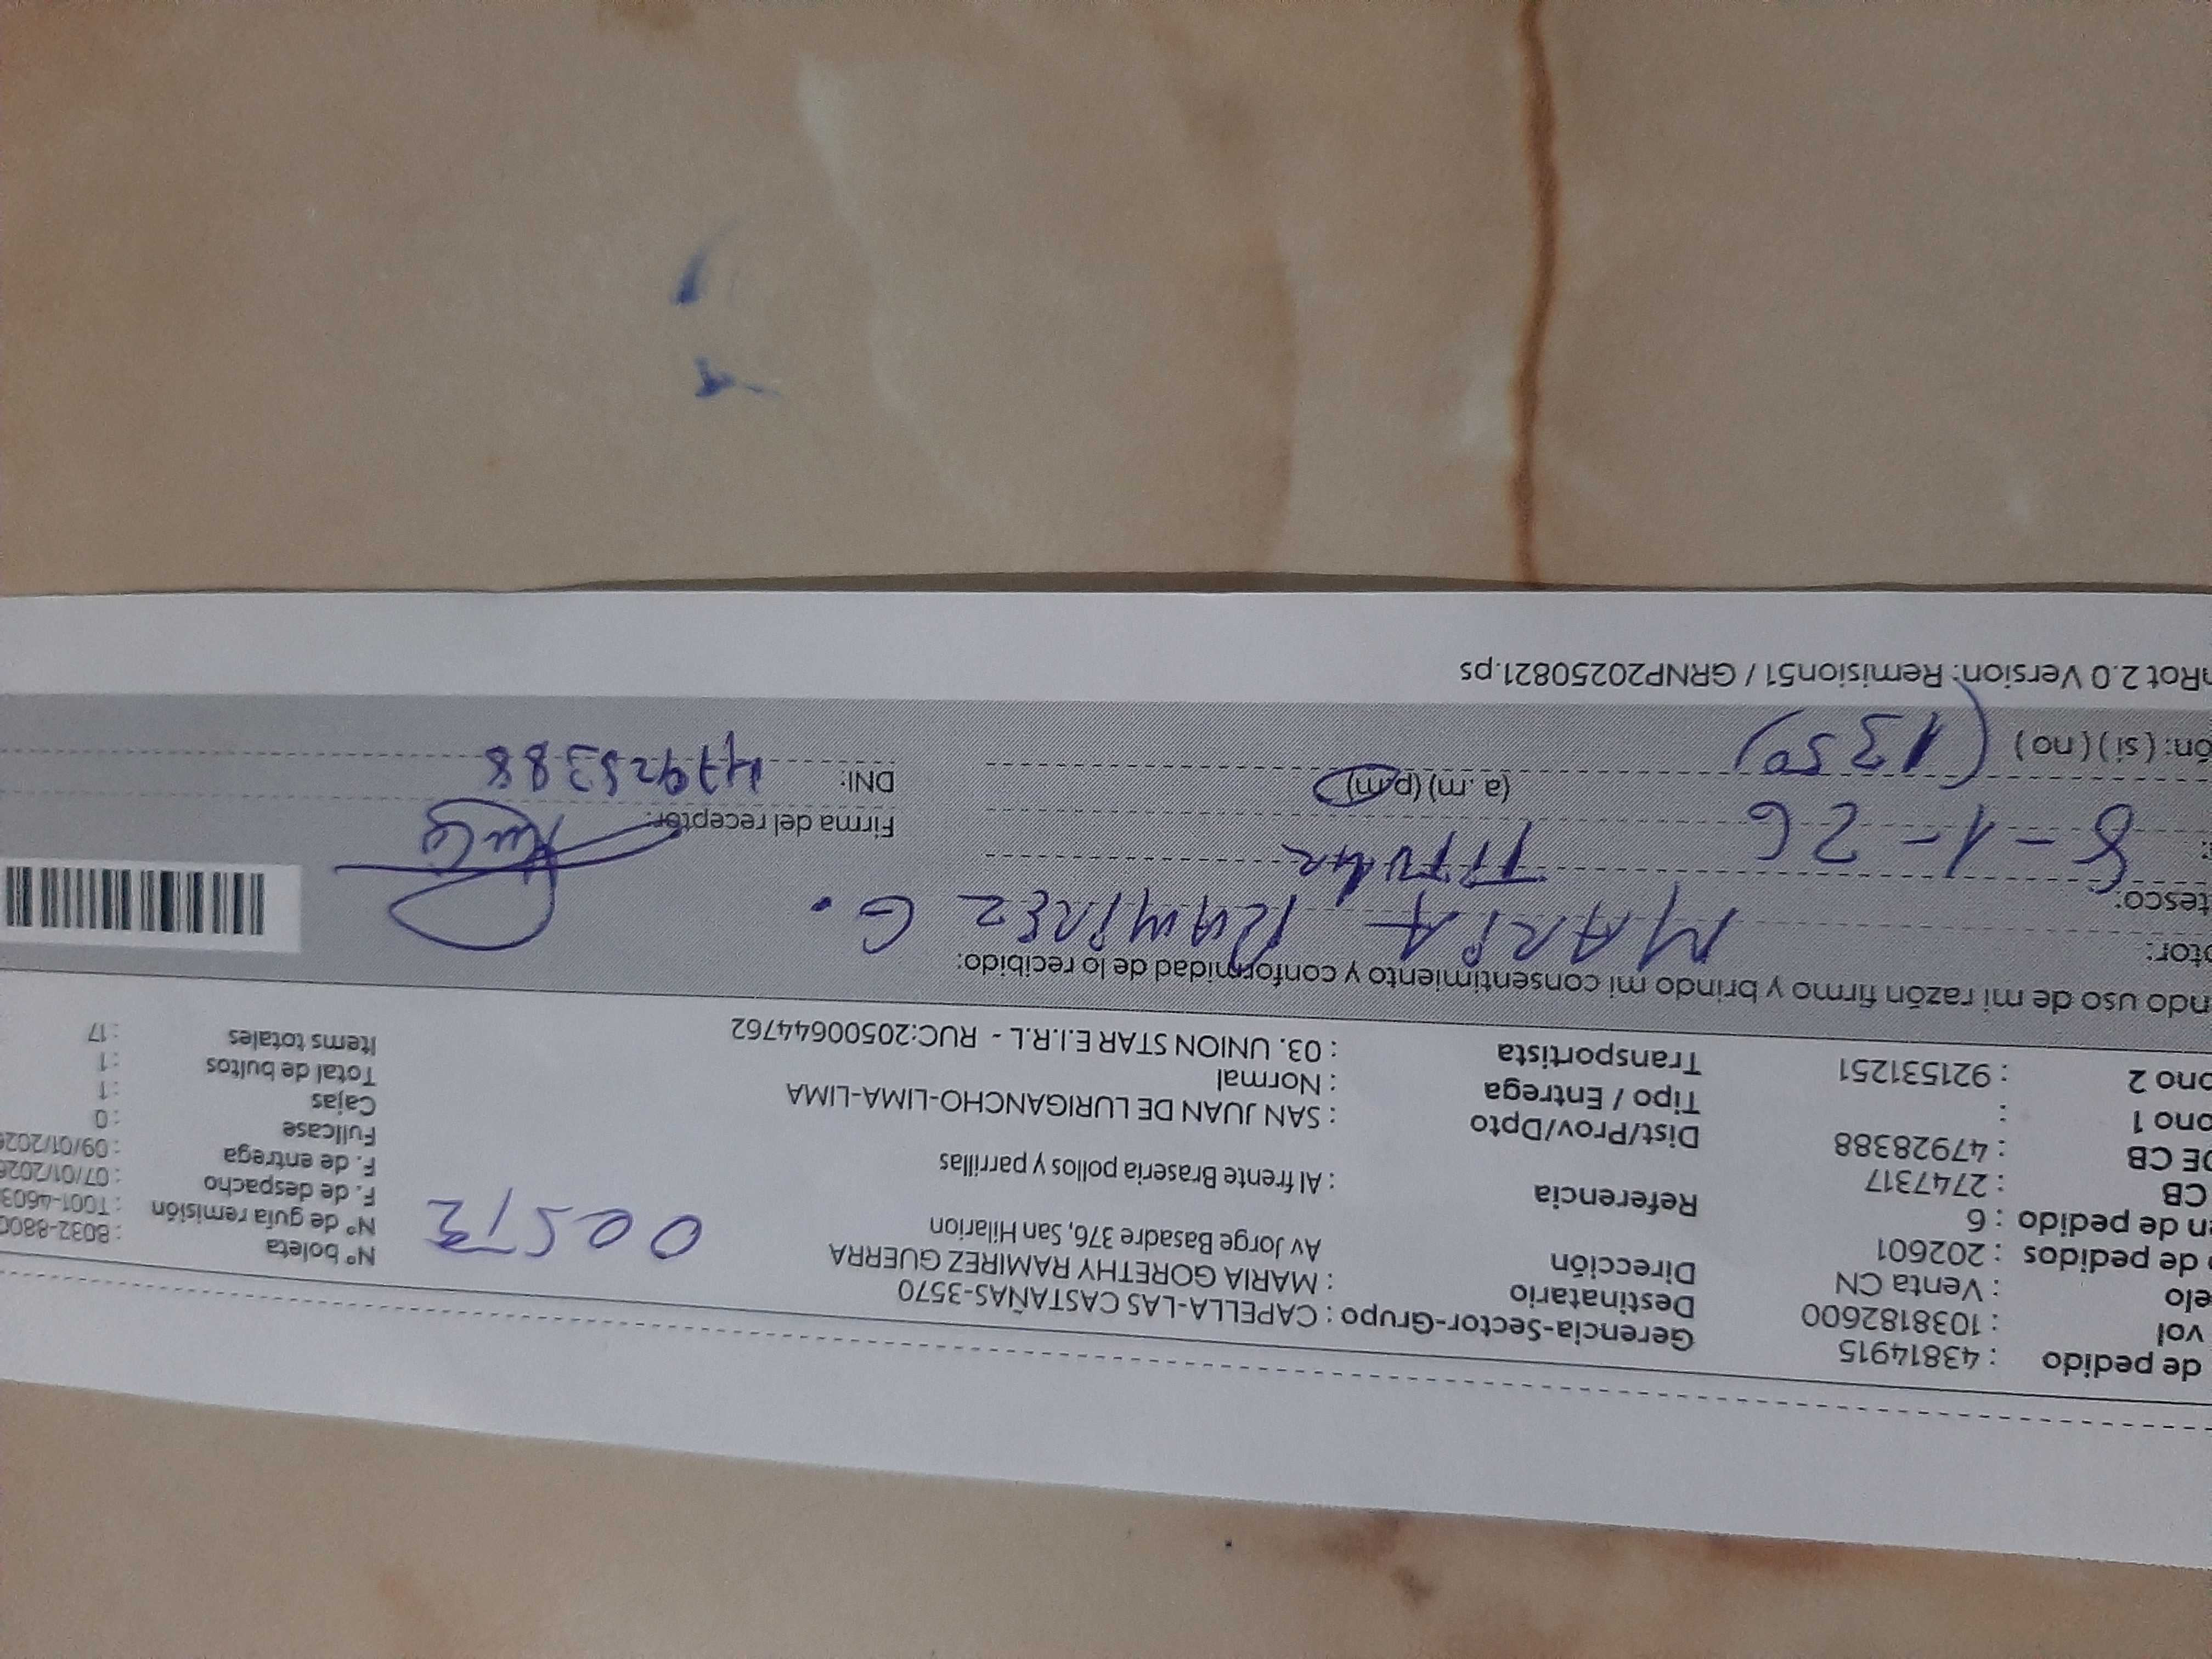 de pedido : 43814915 Gerencia-Sector-Grupo : CAPELLA-LAS CASTAÑAS-3570
vol : 1038182600 Destinatario : MARIA GORETHY RAMIREZ GUERRA Nº boleta : B032-880
elo : Venta CN Dirección Av Jorge Basadre 376, San Hilarion Nº de guía remisión : T001-4603
de pedidos : 202601 F. de despacho : 07/01/202
en de pedido : 6 Referencia : Al frente Braseria pollos y parrillas F. de entrega : 09/01/202
CB : 2747317 Fullcase : 0
DE CB : 47928388 Dist/Prov/Dpto : SAN JUAN DE LURIGANCHO-LIMA-LIMA Cajas : 1
ono 1 : Tipo / Entrega : Normal Total de bultos : 1
ono 2 : 921531251 Transportista : 03. UNION STAR E.I.R.L - RUC:20500644762 Items totales : 17
ndo uso de mi razón firmo y brindo mi consentimiento y conformidad de lo recibido:
ptor: MARIA RAMIREZ G.
tesco: TITULAR
8-1-26 Firma del receptor:
ón: (si) (no) (1350) (a. m) (p.m) DNI: 47928388
nRot 2.0 Version: Remision51 / GRNP20250821.ps